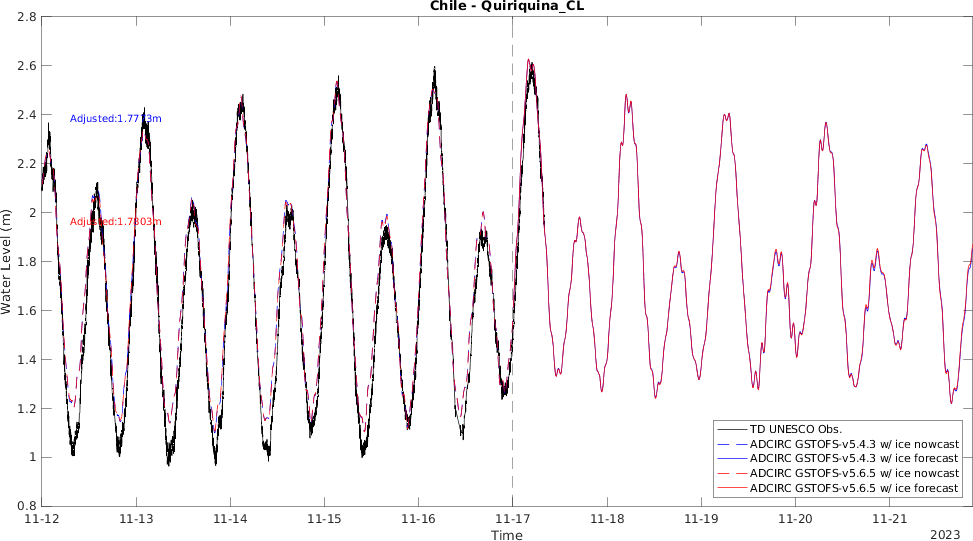 Chile - Quiriquina_CL
2.8
2.6
2.4
2.2
2
1.8
1.6
1.4
1.2
1
0.8
Water Level (m)
Adjusted:1.7773m
Adjusted:1.7803m
TD UNESCO Obs.
ADCIRC GSTOFS-v5.4.3 w/ ice nowcast
ADCIRC GSTOFS-v5.4.3 w/ ice forecast
ADCIRC GSTOFS-v5.6.5 w/ ice nowcast
ADCIRC GSTOFS-v5.6.5 w/ ice forecast
11-12 11-13 11-14 11-15 11-16 11-17 11-18 11-19 11-20 11-21
Time
2023